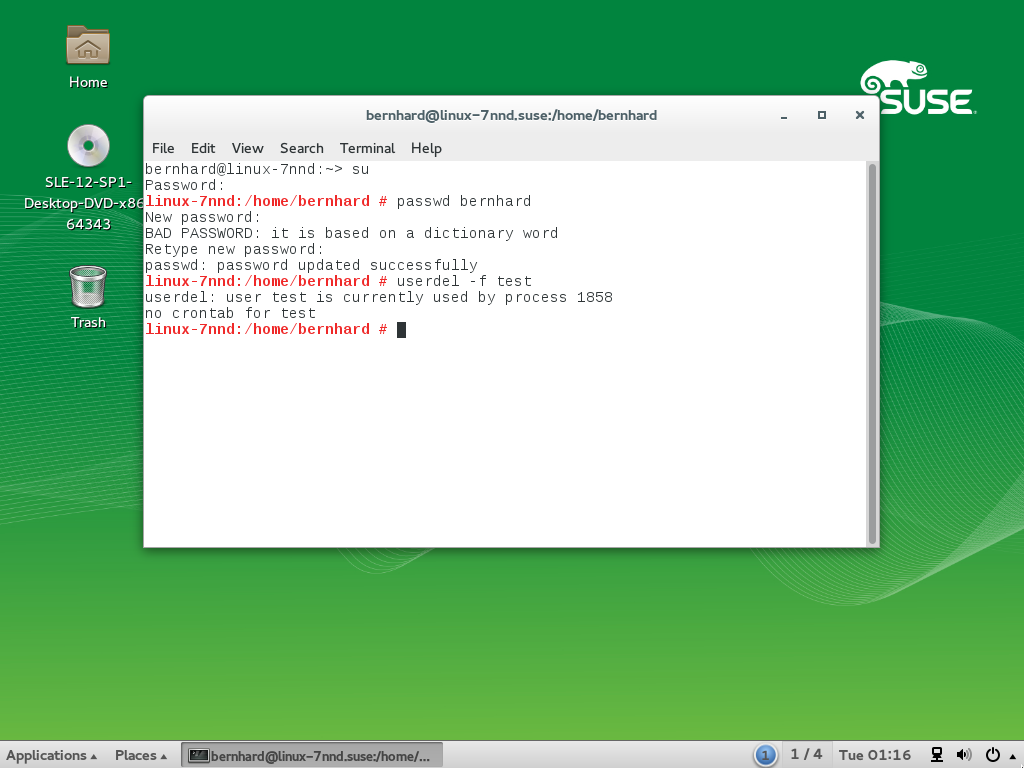 Home
SLE-12-SP1-
Desktop-DVD-x86
64343
Trash
SUSE
bernhard@linux-7nnd.suse:/home/bernhard
File Edit View Search Terminal Help
bernhard@linux-7nnd:~> su
Password:
linux-7nnd:/home/bernhard # passwd bernhard
New password:
BAD PASSWORD: it is based on a dictionary word
Retype new password:
passwd: password updated successfully
linux-7nnd:/home/bernhard # userdel -f test
userdel: user test is currently used by process 1858
no crontab for test
linux-7nnd:/home/bernhard #
Applications Places bernhard@linux-7nnd.suse:/home/... 1 1 / 4 Tue 01:16